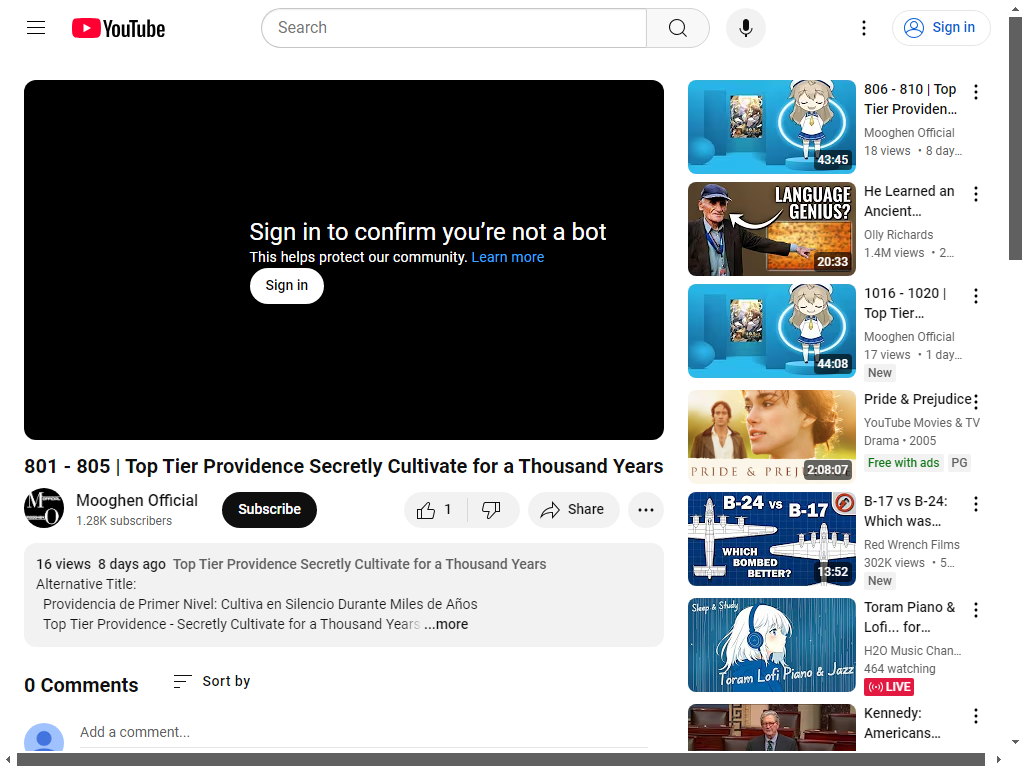 YouTube
Search
Sign in
Sign in to confirm you’re not a bot
This helps protect our community. Learn more
Sign in
801 - 805 | Top Tier Providence Secretly Cultivate for a Thousand Years
Mooghen Official
1.28K subscribers
Subscribe
1
Share
16 views 8 days ago Top Tier Providence Secretly Cultivate for a Thousand Years
Alternative Title:
Providencia de Primer Nivel: Cultiva en Silencio Durante Miles de Años
Top Tier Providence - Secretly Cultivate for a Thousand Years ...more
0 Comments
Sort by
Add a comment...
43:45
806 - 810 | Top
Tier Providen...
Mooghen Official
18 views • 8 day...
LANGUAGE
GENIUS?
20:33
He Learned an
Ancient...
Olly Richards
1.4M views • 2...
44:08
1016 - 1020 |
Top Tier...
Mooghen Official
17 views • 1 day...
New
PRIDE & PREJ
2:08:07
Pride & Prejudice
YouTube Movies & TV
Drama • 2005
Free with ads PG
B-24 VS B-17
WHICH
BOMBED
BETTER?
13:52
B-17 vs B-24:
Which was...
Red Wrench Films
302K views • 5...
New
Sleep & Study
Toram Lofi Piano & Jazz
Toram Piano &
Lofi... for...
H2O Music Chan...
464 watching
LIVE
Kennedy:
Americans...